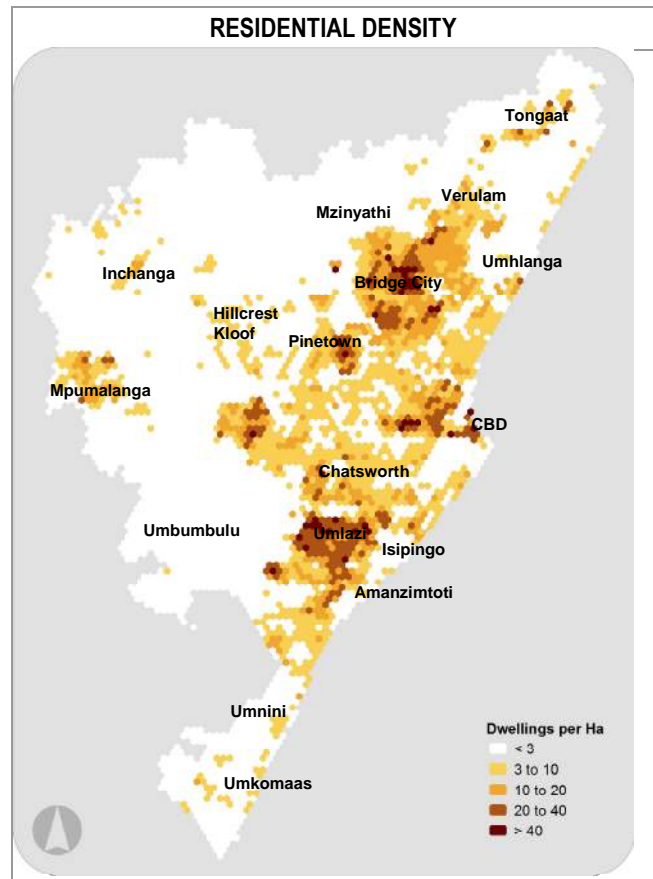 RESIDENTIAL DENSITY
Tongaat
Verulam
Mzinyathi
Umhlanga
Inchanga
Bridge City
Hillcrest
Kloof
Pinetown
Mpumalanga
CBD
Chatsworth
Umbumbulu
Umlazi
Isipingo
Amanzimtoti
Umnini
Umkomaas
Dwellings per Ha
< 3
3 to 10
10 to 20
20 to 40
> 40